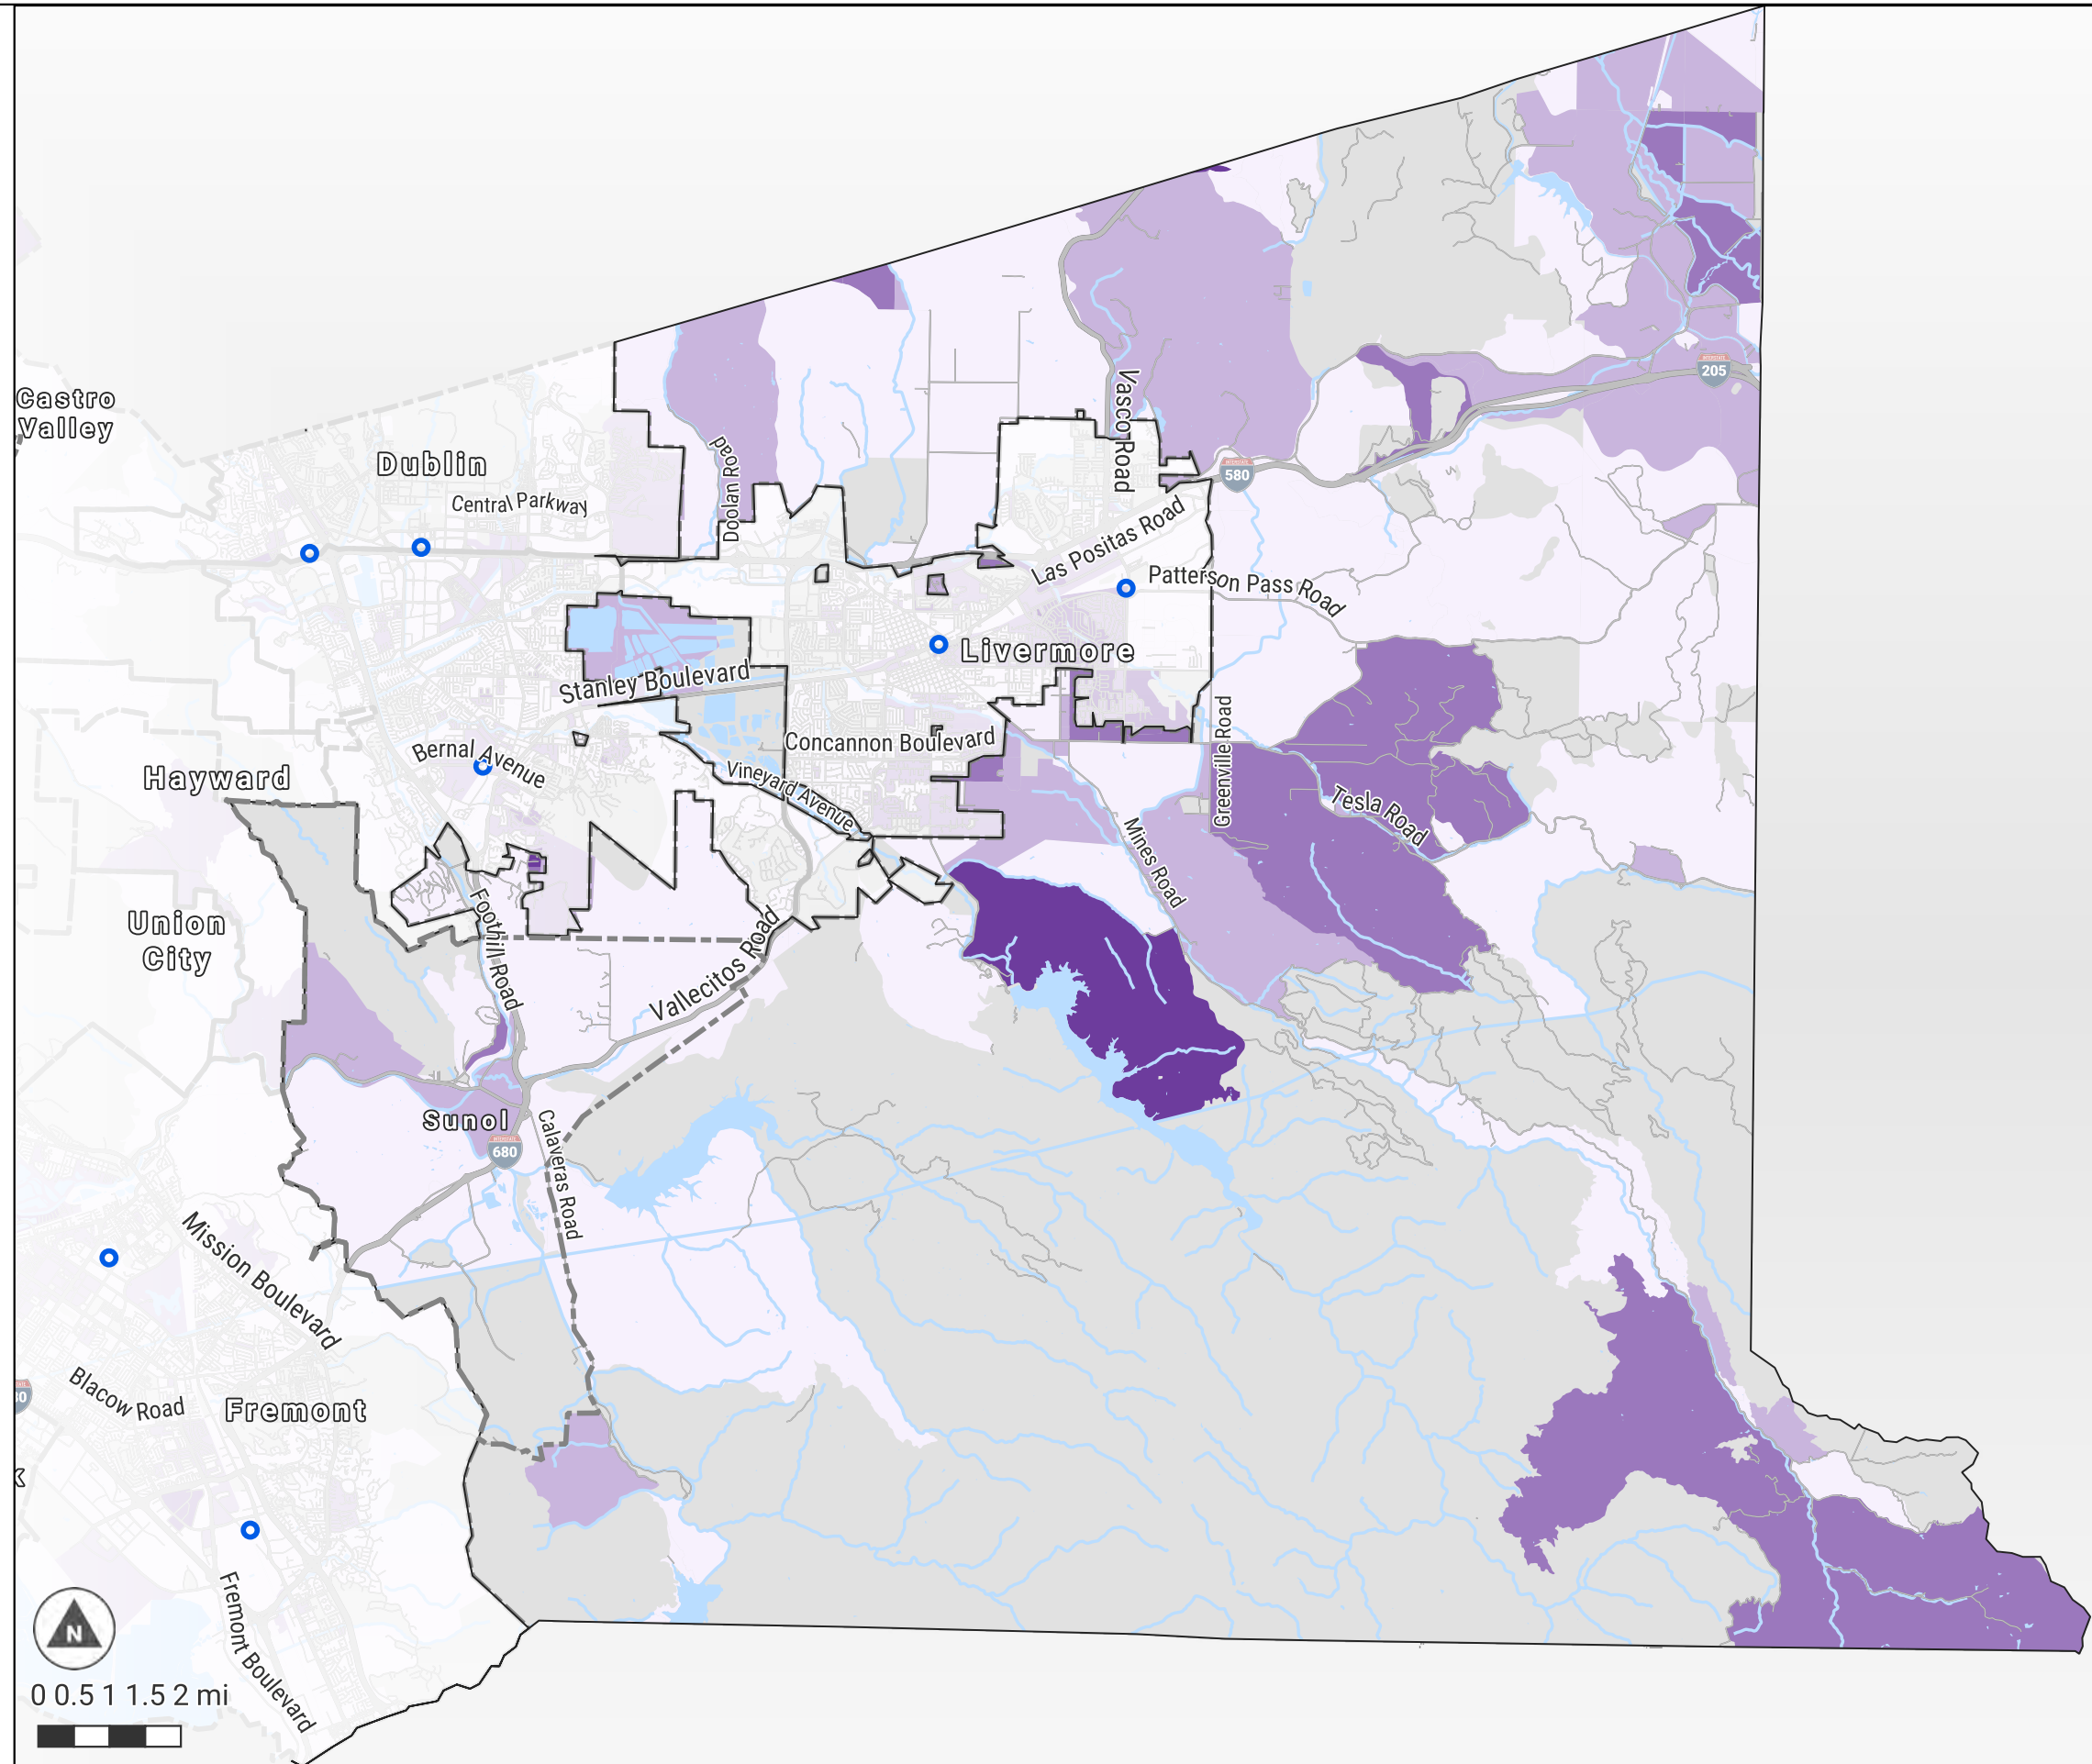 Castro
Valley
Dublin
Central Parkway
Doolan Road
Vasco Road
205
580
Las Positas Road
Patterson Pass Road
Livermore
Stanley Boulevard
Concannon Boulevard
Greenville Road
Bernal Avenue
Vineyard Avenue
Hayward
Tesla Road
Mines Road
Union
City
Foothill Road
Vallecitos Road
Sunol
680
Calaveras Road
Mission Boulevard
Blacow Road
Fremont
Fremont Boulevard
N
0 0.5 1 1.5 2 mi